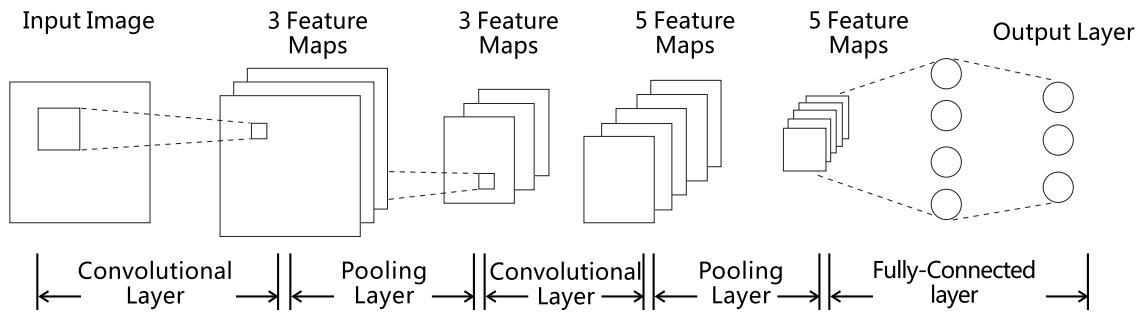 Input Image
3 Feature
Maps
3 Feature
Maps
5 Feature
Maps
5 Feature
Maps
Output Layer
Convolutional
Layer
Pooling
Layer
Convolutional
Layer
Pooling
Layer
Fully-Connected
layer